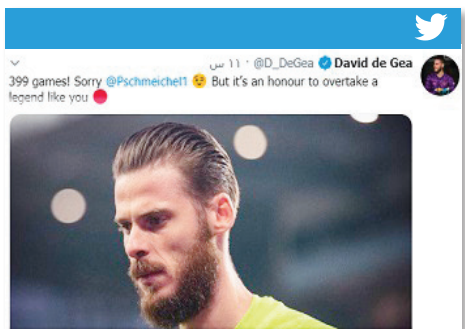 David de Gea @D_DeGea · ١١ س
399 games! Sorry @Pschmeichel1 😉 But it's an honour to overtake a
legend like you 🔴